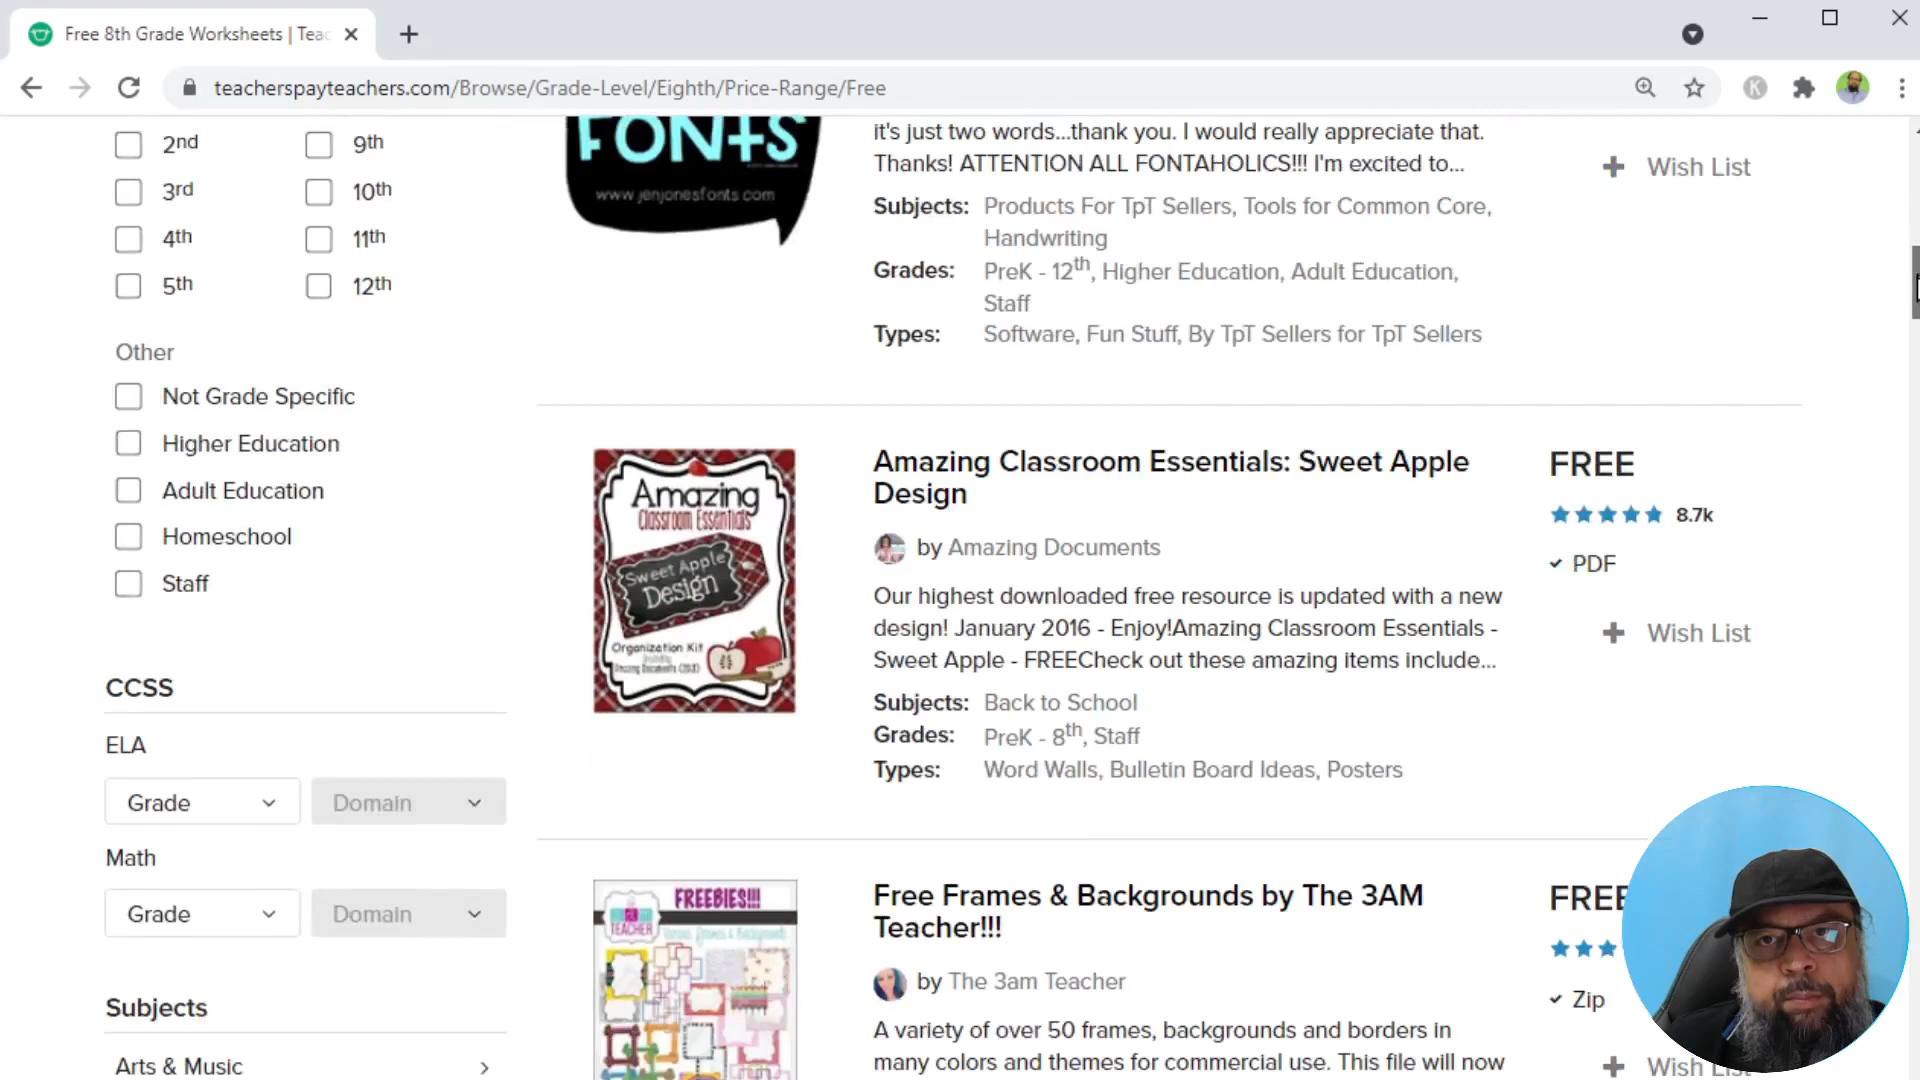 Free 8th Grade Worksheets | Teac
teacherspayteachers.com/Browse/Grade-Level/Eighth/Price-Range/Free
K
2nd
9th
3rd
10th
4th
11th
5th
12th
Other
Not Grade Specific
Higher Education
Adult Education
Homeschool
Staff
CCSS
ELA
Grade
Domain
Math
Grade
Domain
Subjects
Arts & Music
FONTS
www.jenjonesfonts.com
it's just two words...thank you. I would really appreciate that.
Thanks! ATTENTION ALL FONTAHOLICS!!! I'm excited to...
Subjects: Products For TpT Sellers, Tools for Common Core,
Handwriting
Grades: PreK - 12th, Higher Education, Adult Education,
Staff
Types: Software, Fun Stuff, By TpT Sellers for TpT Sellers
+ Wish List
Amazing
Classroom Essentials
Sweet Apple
Design
Organization Kit
Amazing Documents
Amazing Classroom Essentials: Sweet Apple
Design
by Amazing Documents
Our highest downloaded free resource is updated with a new
design! January 2016 - Enjoy!Amazing Classroom Essentials -
Sweet Apple - FREECheck out these amazing items include...
Subjects: Back to School
Grades: PreK - 8th, Staff
Types: Word Walls, Bulletin Board Ideas, Posters
FREE
8.7k
PDF
+ Wish List
FREEBIES!!!
TEACHER
Free Frames & Backgrounds by The 3AM
Teacher!!!
by The 3am Teacher
A variety of over 50 frames, backgrounds and borders in
many colors and themes for commercial use. This file will now
FREE
Zip
+ Wish List